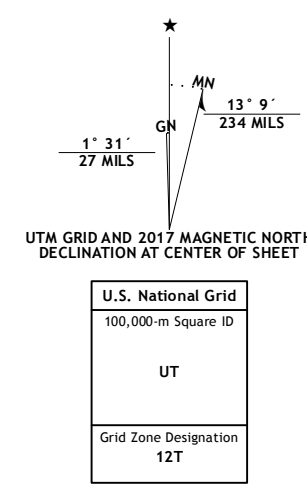 MN
GN
13° 9´
234 MILS
1° 31´
27 MILS
UTM GRID AND 2017 MAGNETIC NORTH
DECLINATION AT CENTER OF SHEET
U.S. National Grid
100,000-m Square ID
UT
Grid Zone Designation
12T